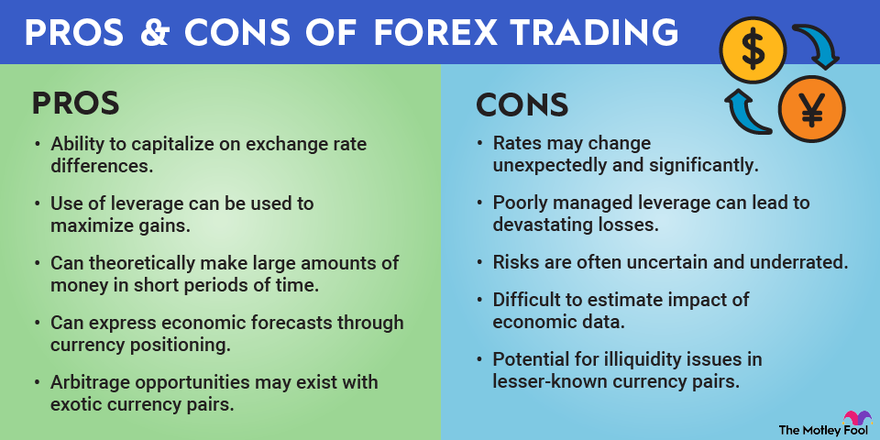 PROS & CONS OF FOREX TRADING
$
¥
PROS
• Ability to capitalize on exchange rate
differences.
• Use of leverage can be used to
maximize gains.
• Can theoretically make large amounts of
money in short periods of time.
• Can express economic forecasts through
currency positioning.
• Arbitrage opportunities may exist with
exotic currency pairs.
CONS
• Rates may change
unexpectedly and significantly.
• Poorly managed leverage can lead to
devastating losses.
• Risks are often uncertain and underrated.
• Difficult to estimate impact of
economic data.
• Potential for illiquidity issues in
lesser-known currency pairs.
The Motley Fool